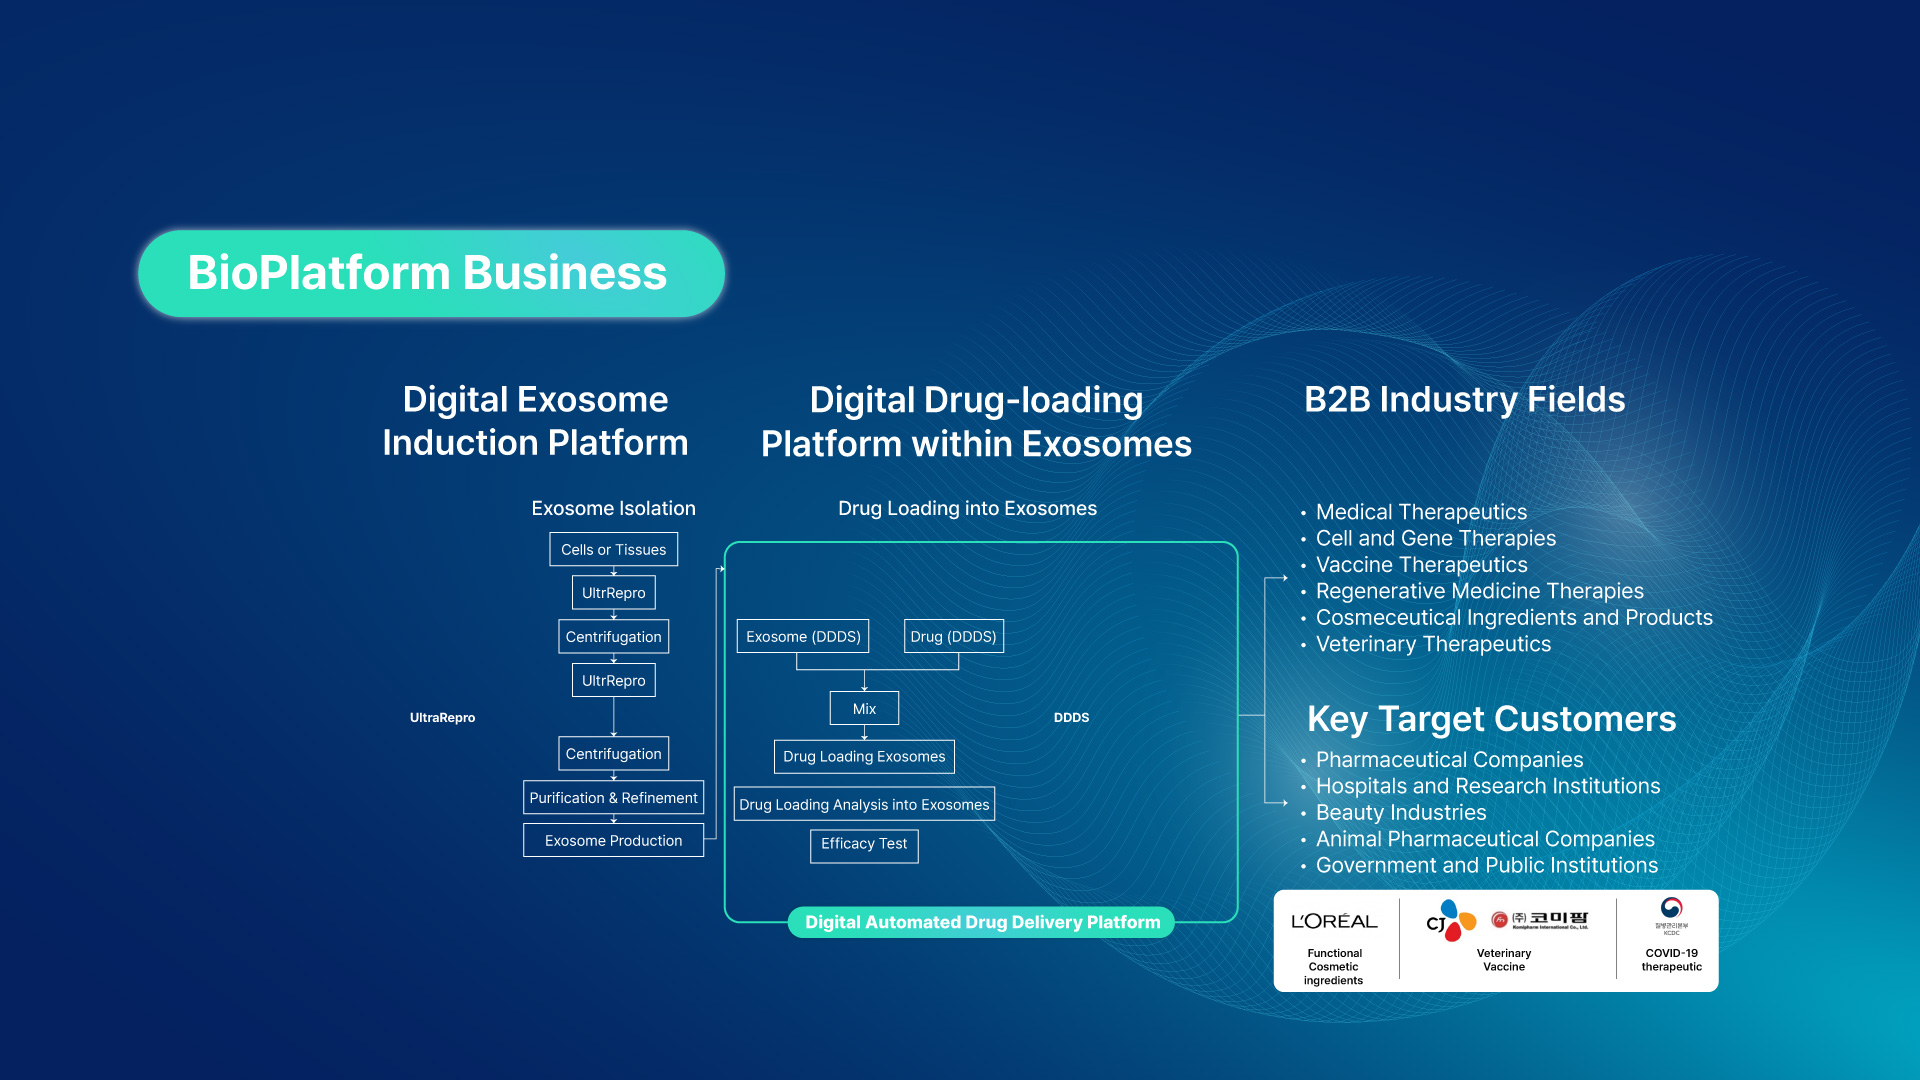 BioPlatform Business
Digital Exosome
Induction Platform
Exosome Isolation
Cells or Tissues
UltrRepro
Centrifugation
UltrRepro
UltraRepro
Centrifugation
Purification & Refinement
Exosome Production
Digital Drug-loading
Platform within Exosomes
Drug Loading into Exosomes
Exosome (DDDS)
Drug (DDDS)
Mix
DDDS
Drug Loading Exosomes
Drug Loading Analysis into Exosomes
Efficacy Test
Digital Automated Drug Delivery Platform
B2B Industry Fields
• Medical Therapeutics
• Cell and Gene Therapies
• Vaccine Therapeutics
• Regenerative Medicine Therapies
• Cosmeceutical Ingredients and Products
• Veterinary Therapeutics
Key Target Customers
• Pharmaceutical Companies
• Hospitals and Research Institutions
• Beauty Industries
• Animal Pharmaceutical Companies
• Government and Public Institutions
L'ORÉAL
Functional
Cosmetic
ingredients
CJ
(주)코미팜
Komipharm International Co., Ltd.
Veterinary
Vaccine
질병관리본부
KCDC
COVID-19
therapeutic